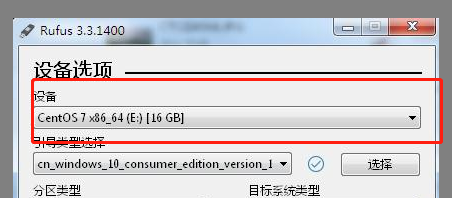 Rufus 3.3.1400
设备选项
设备
CentOS 7 x86_64 (E:) [16 GB]
引导类型选择
cn_windows_10_consumer_edition_version_1
选择
分区类型
目标系统类型